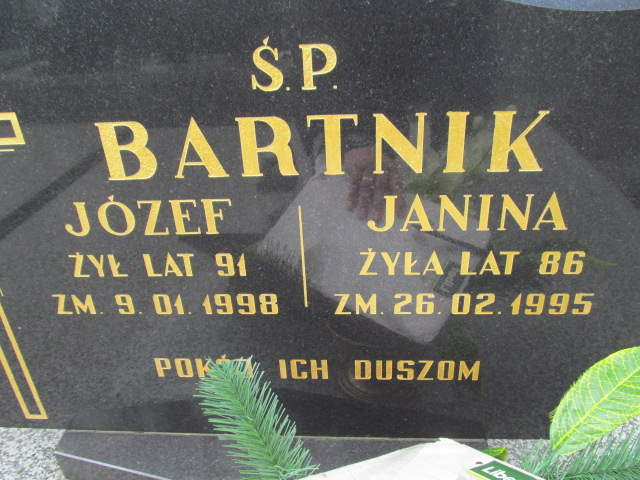 Ś.P.
BARTNIK
JÓZEF
ŻYŁ LAT 91
ZM. 9. 01. 1998
JANINA
ŻYŁA LAT 86
ZM. 26. 02. 1995
ICH DUSZOM